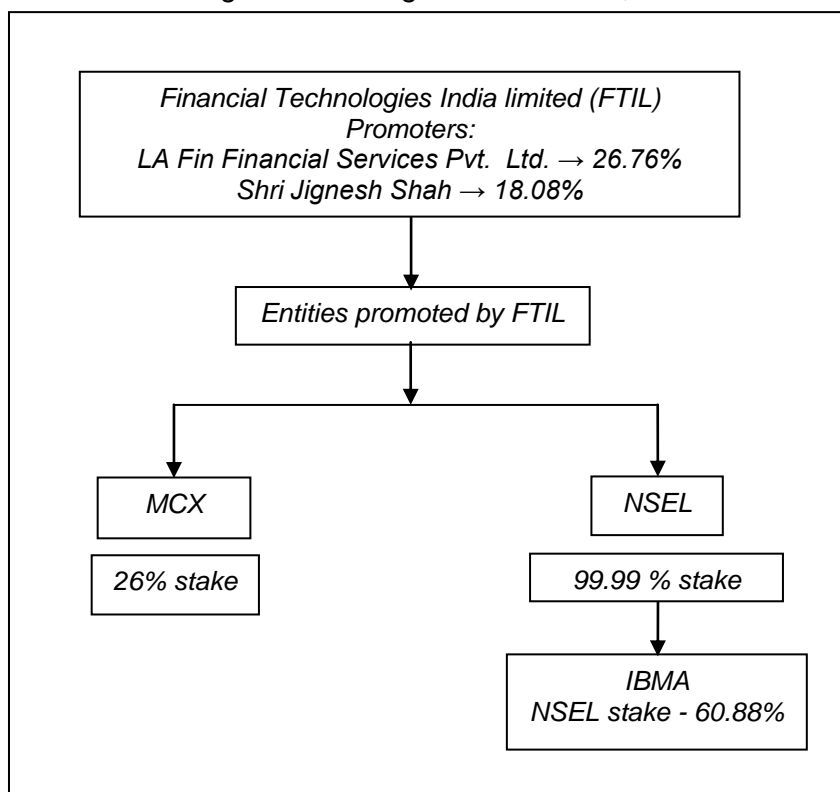 Financial Technologies India limited (FTIL)
Promoters:
LA Fin Financial Services Pvt. Ltd. → 26.76%
Shri Jignesh Shah → 18.08%
Entities promoted by FTIL
MCX
NSEL
26% stake
99.99 % stake
IBMA
NSEL stake - 60.88%